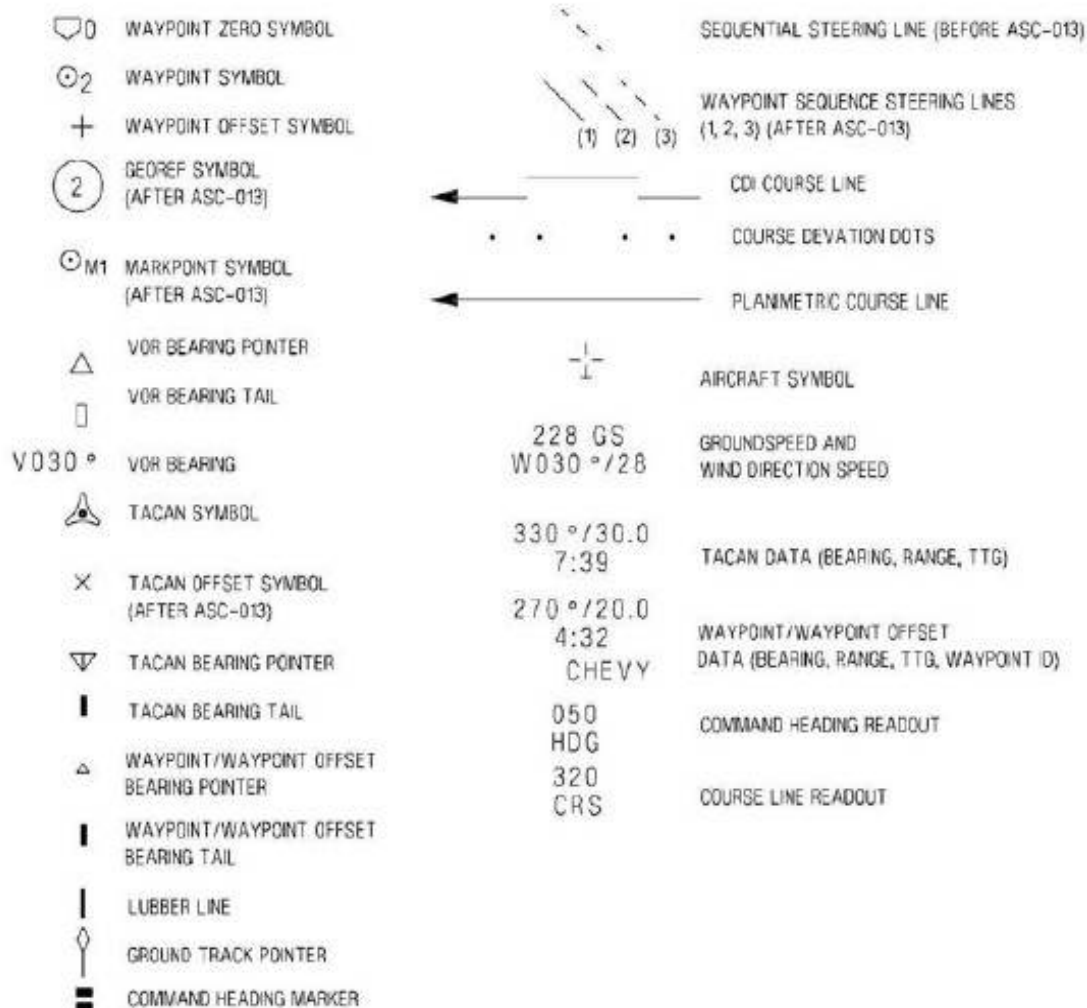 0 WAYPOINT ZERO SYMBOL
2 WAYPOINT SYMBOL
WAYPOINT OFFSET SYMBOL
2 GEOREF SYMBOL
(AFTER ASC-013)
M1 MARKPOINT SYMBOL
(AFTER ASC-013)
VOR BEARING POINTER
VOR BEARING TAIL
V030° VOR BEARING
TACAN SYMBOL
TACAN OFFSET SYMBOL
(AFTER ASC-013)
TACAN BEARING POINTER
TACAN BEARING TAIL
WAYPOINT/WAYPOINT OFFSET
BEARING POINTER
WAYPOINT/WAYPOINT OFFSET
BEARING TAIL
LUBBER LINE
GROUND TRACK POINTER
COMMAND HEADING MARKER
SEQUENTIAL STEERING LINE (BEFORE ASC-013)
WAYPOINT SEQUENCE STEERING LINES
(1) (2) (3) (1, 2, 3) (AFTER ASC-013)
CDI COURSE LINE
COURSE DEVATION DOTS
PLANIMETRIC COURSE LINE
AIRCRAFT SYMBOL
228 GS
W030°/28
GROUNDSPEED AND
WIND DIRECTION SPEED
330°/30.0
7:39
TACAN DATA (BEARING, RANGE, TTG)
270°/20.0
4:32
CHEVY
WAYPOINT/WAYPOINT OFFSET
DATA (BEARING, RANGE, TTG, WAYPOINT ID)
050
HDG
COMMAND HEADING READOUT
320
CRS
COURSE LINE READOUT